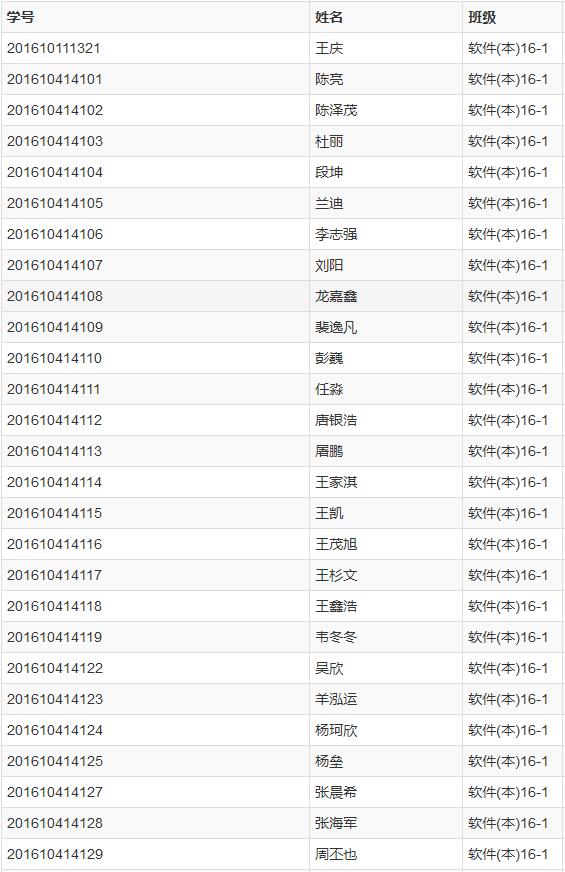 学号 姓名 班级
201610111321 王庆 软件(本)16-1
201610414101 陈亮 软件(本)16-1
201610414102 陈泽茂 软件(本)16-1
201610414103 杜丽 软件(本)16-1
201610414104 段坤 软件(本)16-1
201610414105 兰迪 软件(本)16-1
201610414106 李志强 软件(本)16-1
201610414107 刘阳 软件(本)16-1
201610414108 龙嘉鑫 软件(本)16-1
201610414109 裴逸凡 软件(本)16-1
201610414110 彭巍 软件(本)16-1
201610414111 任淼 软件(本)16-1
201610414112 唐银浩 软件(本)16-1
201610414113 屠鹏 软件(本)16-1
201610414114 王家淇 软件(本)16-1
201610414115 王凯 软件(本)16-1
201610414116 王茂旭 软件(本)16-1
201610414117 王杉文 软件(本)16-1
201610414118 王鑫浩 软件(本)16-1
201610414119 韦冬冬 软件(本)16-1
201610414122 吴欣 软件(本)16-1
201610414123 羊泓运 软件(本)16-1
201610414124 杨珂欣 软件(本)16-1
201610414125 杨垒 软件(本)16-1
201610414127 张晨希 软件(本)16-1
201610414128 张海军 软件(本)16-1
201610414129 周丕也 软件(本)16-1